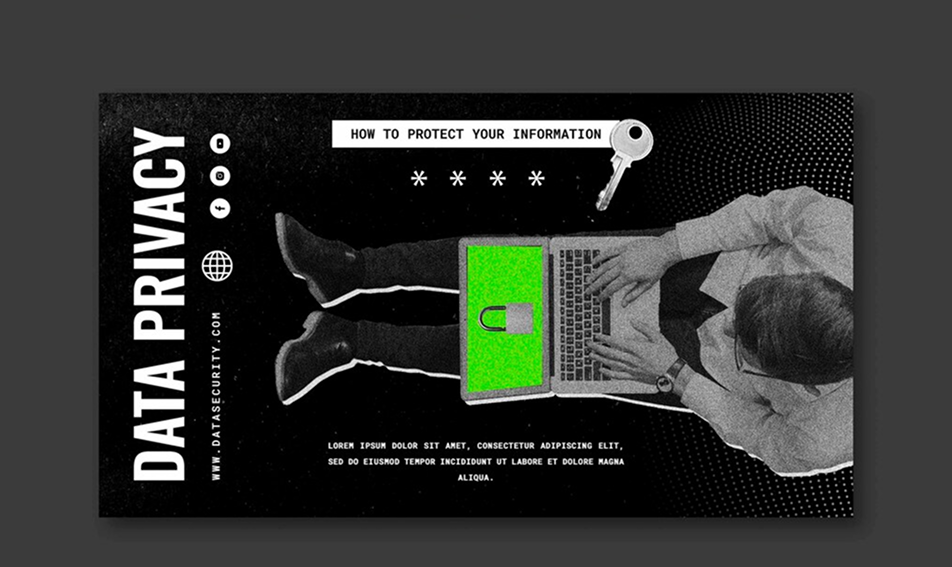 DATA PRIVACY
WWW.DATASECURITY.COM
HOW TO PROTECT YOUR INFORMATION
* * * *
LOREM IPSUM DOLOR SIT AMET, CONSECTETUR ADIPISCING ELIT,
SED DO EIUSMOD TEMPOR INCIDIDUNT UT LABORE ET DOLORE MAGNA
ALIQUA.